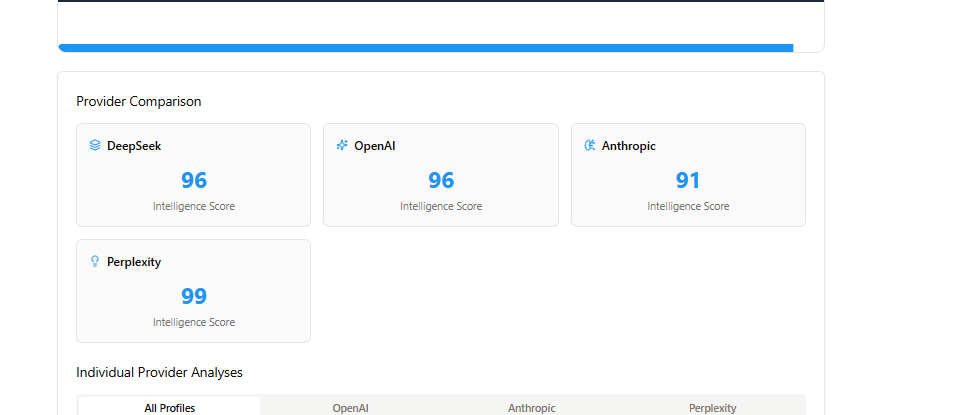 Provider Comparison
DeepSeek
96
Intelligence Score
OpenAI
96
Intelligence Score
Anthropic
91
Intelligence Score
Perplexity
99
Intelligence Score
Individual Provider Analyses
All Profiles OpenAI Anthropic Perplexity